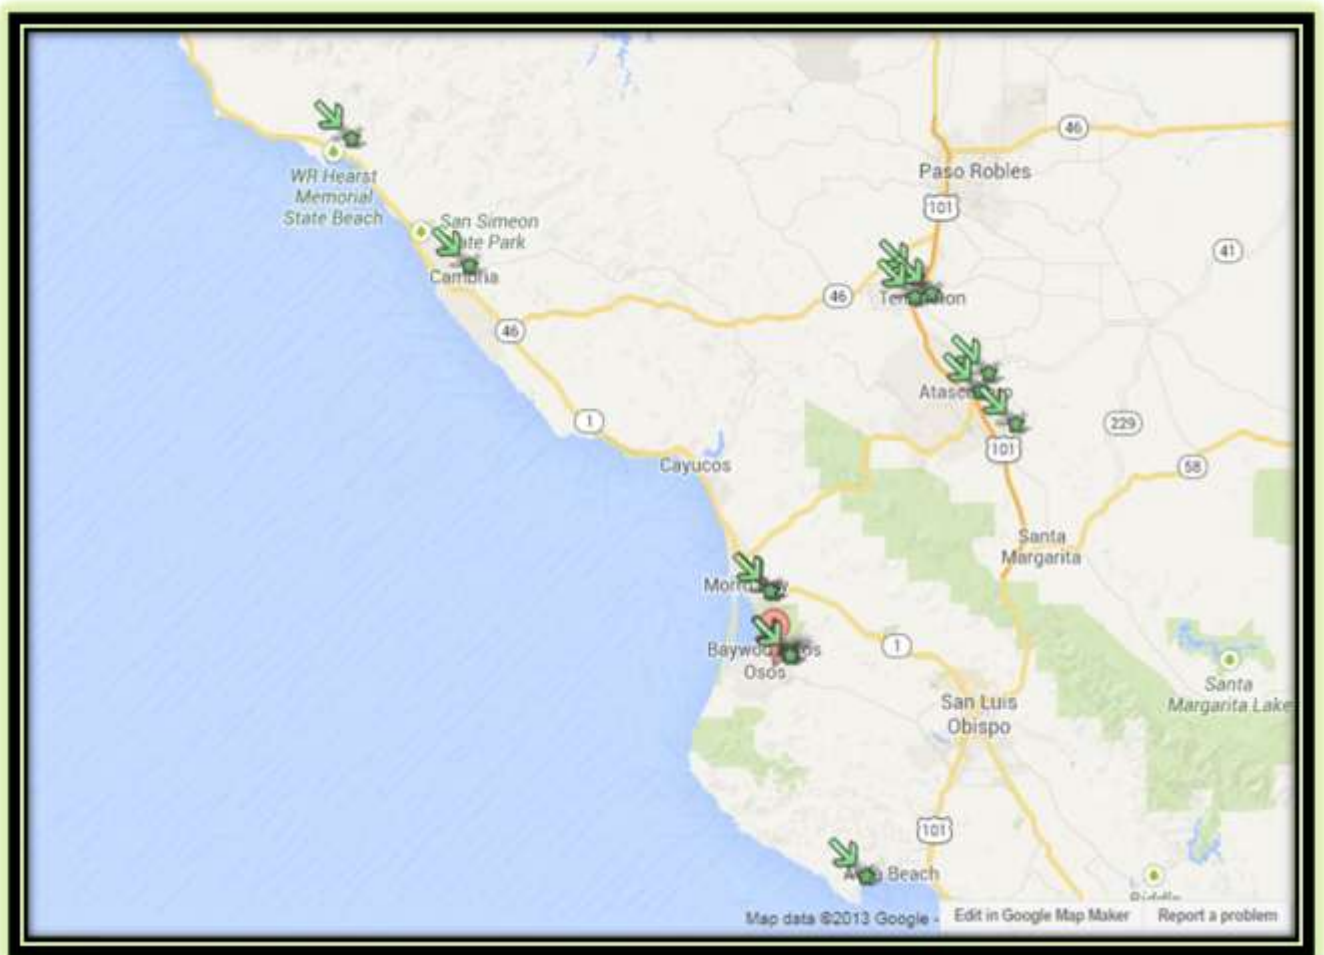 46
Paso Robles
WR Hearst
Memorial
State Beach
101
San Simeon
Park
41
Cambria
46
46
1
229
Cayucos
101
58
Santa
Margarita
1
Osos
Santa
Margarita Lake
San Luis
Obispo
101
Beach
Map data ©2013 Google -
Edit in Google Map Maker
Report a problem